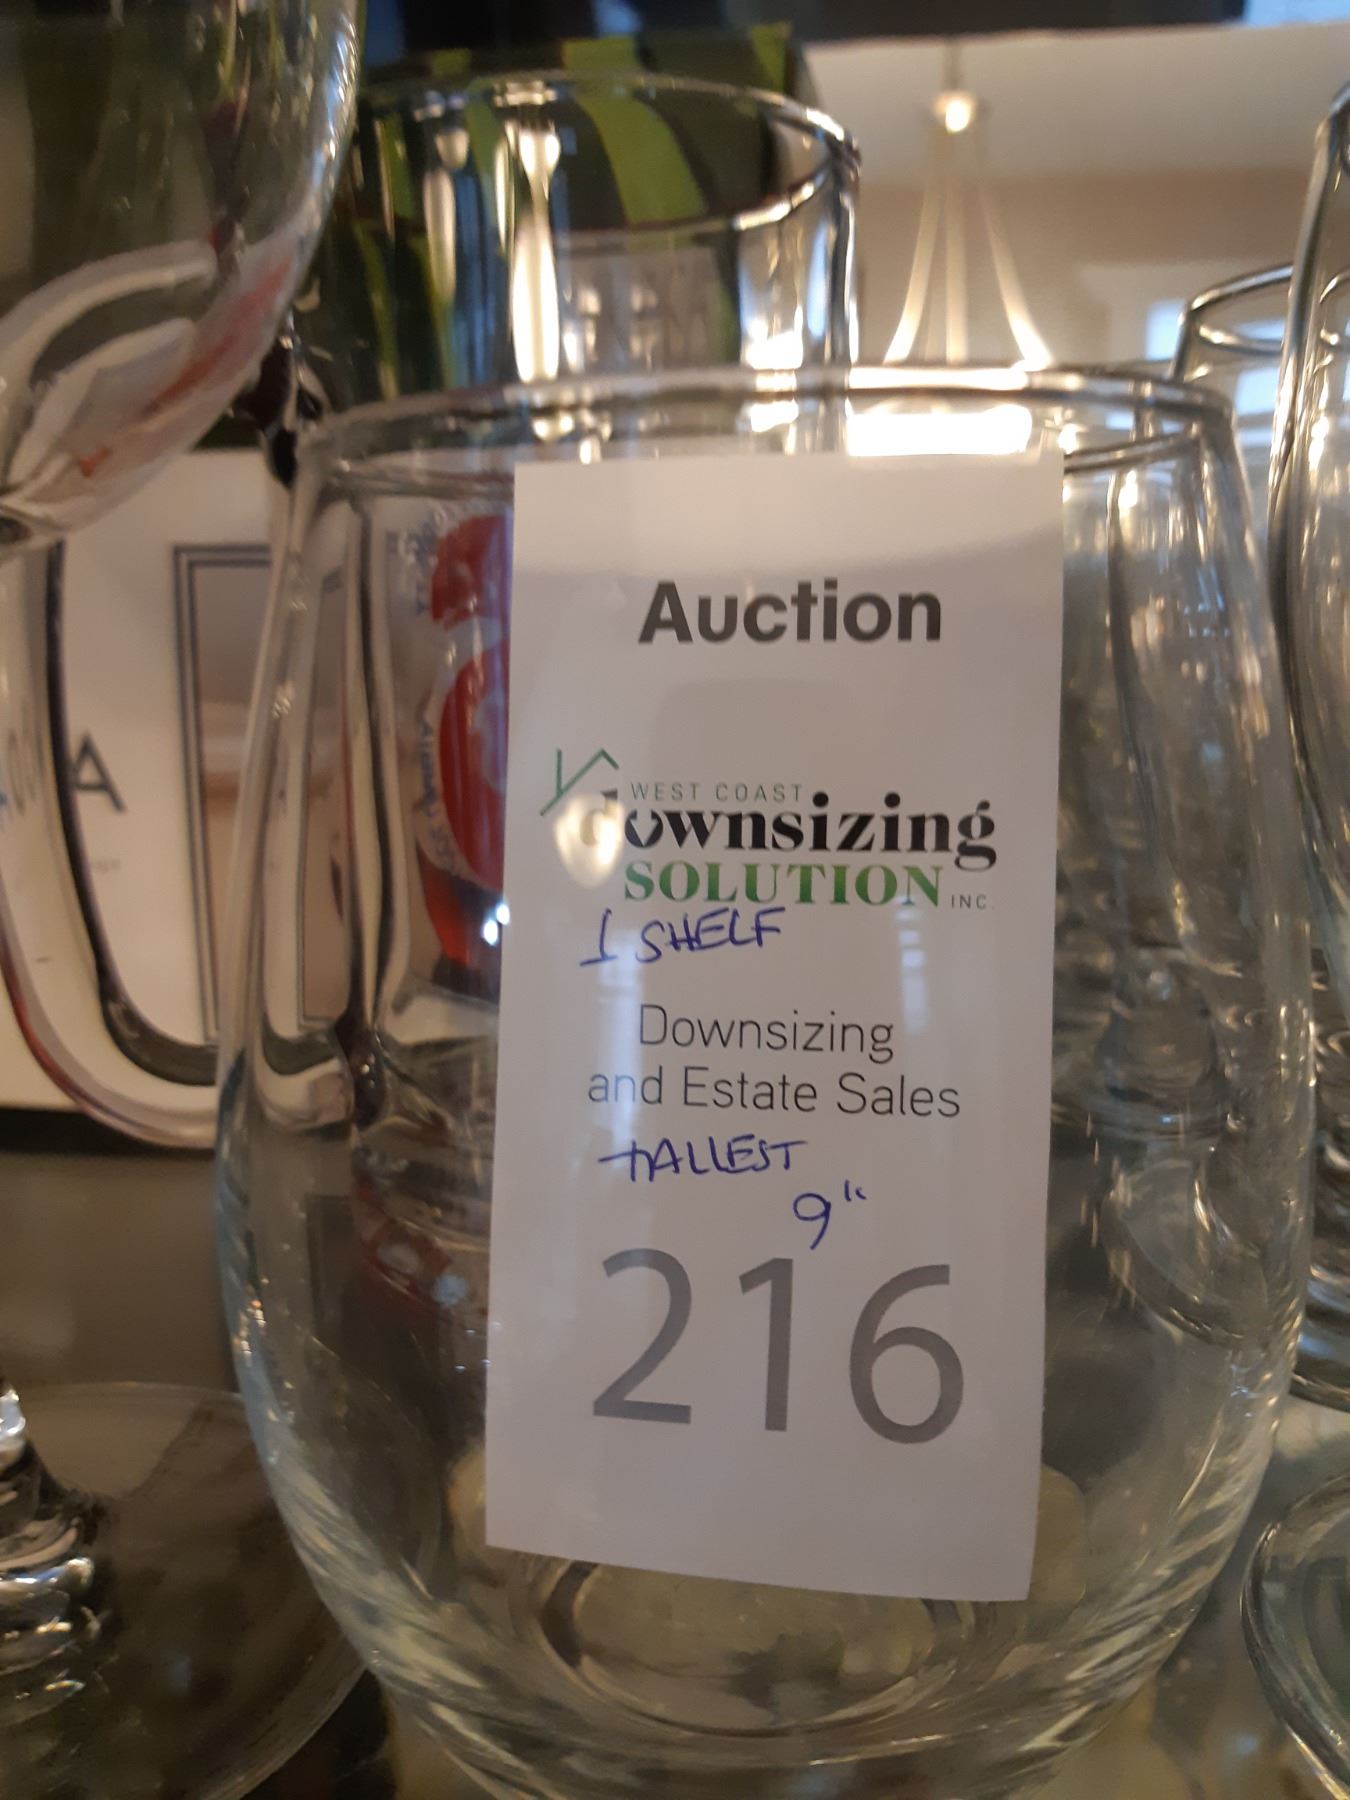 Auction
WEST COAST
downsizing
SOLUTION INC.
1 SHELF
Downsizing
and Estate Sales
TALLEST
9"
216
A